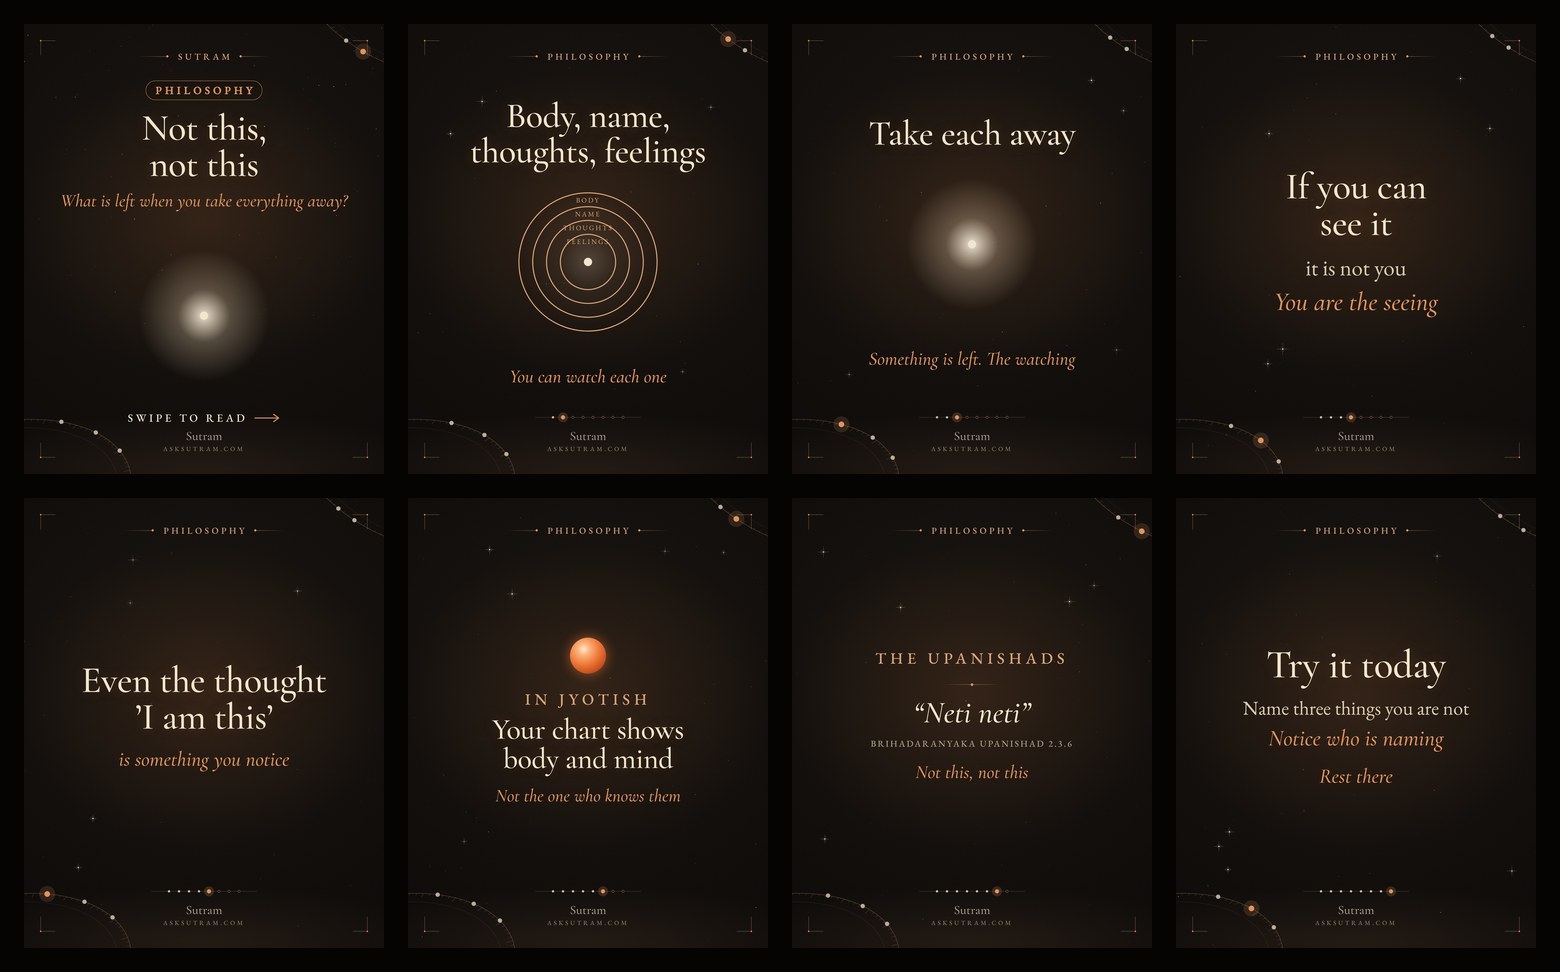 SUTRAM
PHILOSOPHY
Not this,
not this
What is left when you take everything away?
SWIPE TO READ
Sutram
ASKSUTRAM.COM
PHILOSOPHY
Body, name,
thoughts, feelings
BODY
NAME
THOUGHTS
FEELINGS
You can watch each one
Sutram
ASKSUTRAM.COM
PHILOSOPHY
Take each away
Something is left. The watching
Sutram
ASKSUTRAM.COM
PHILOSOPHY
If you can
see it
it is not you
You are the seeing
Sutram
ASKSUTRAM.COM
PHILOSOPHY
Even the thought
’I am this’
is something you notice
Sutram
ASKSUTRAM.COM
PHILOSOPHY
IN JYOTISH
Your chart shows
body and mind
Not the one who knows them
Sutram
ASKSUTRAM.COM
PHILOSOPHY
THE UPANISHADS
“Neti neti”
BRIHADARANYAKA UPANISHAD 2.3.6
Not this, not this
Sutram
ASKSUTRAM.COM
PHILOSOPHY
Try it today
Name three things you are not
Notice who is naming
Rest there
Sutram
ASKSUTRAM.COM